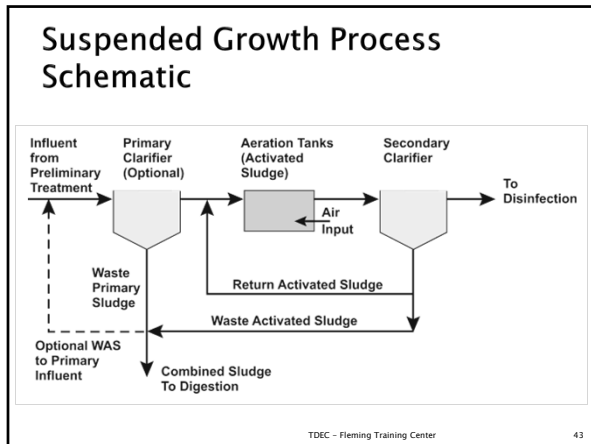 Suspended Growth Process
Schematic
Influent
from
Preliminary
Treatment
Primary
Clarifier
(Optional)
Aeration Tanks
(Activated
Sludge)
Secondary
Clarifier
To
Disinfection
Air
Input
Waste
Primary
Sludge
Return Activated Sludge
Waste Activated Sludge
Optional WAS
to Primary
Influent
Combined Sludge
To Digestion
TDEC - Fleming Training Center
43